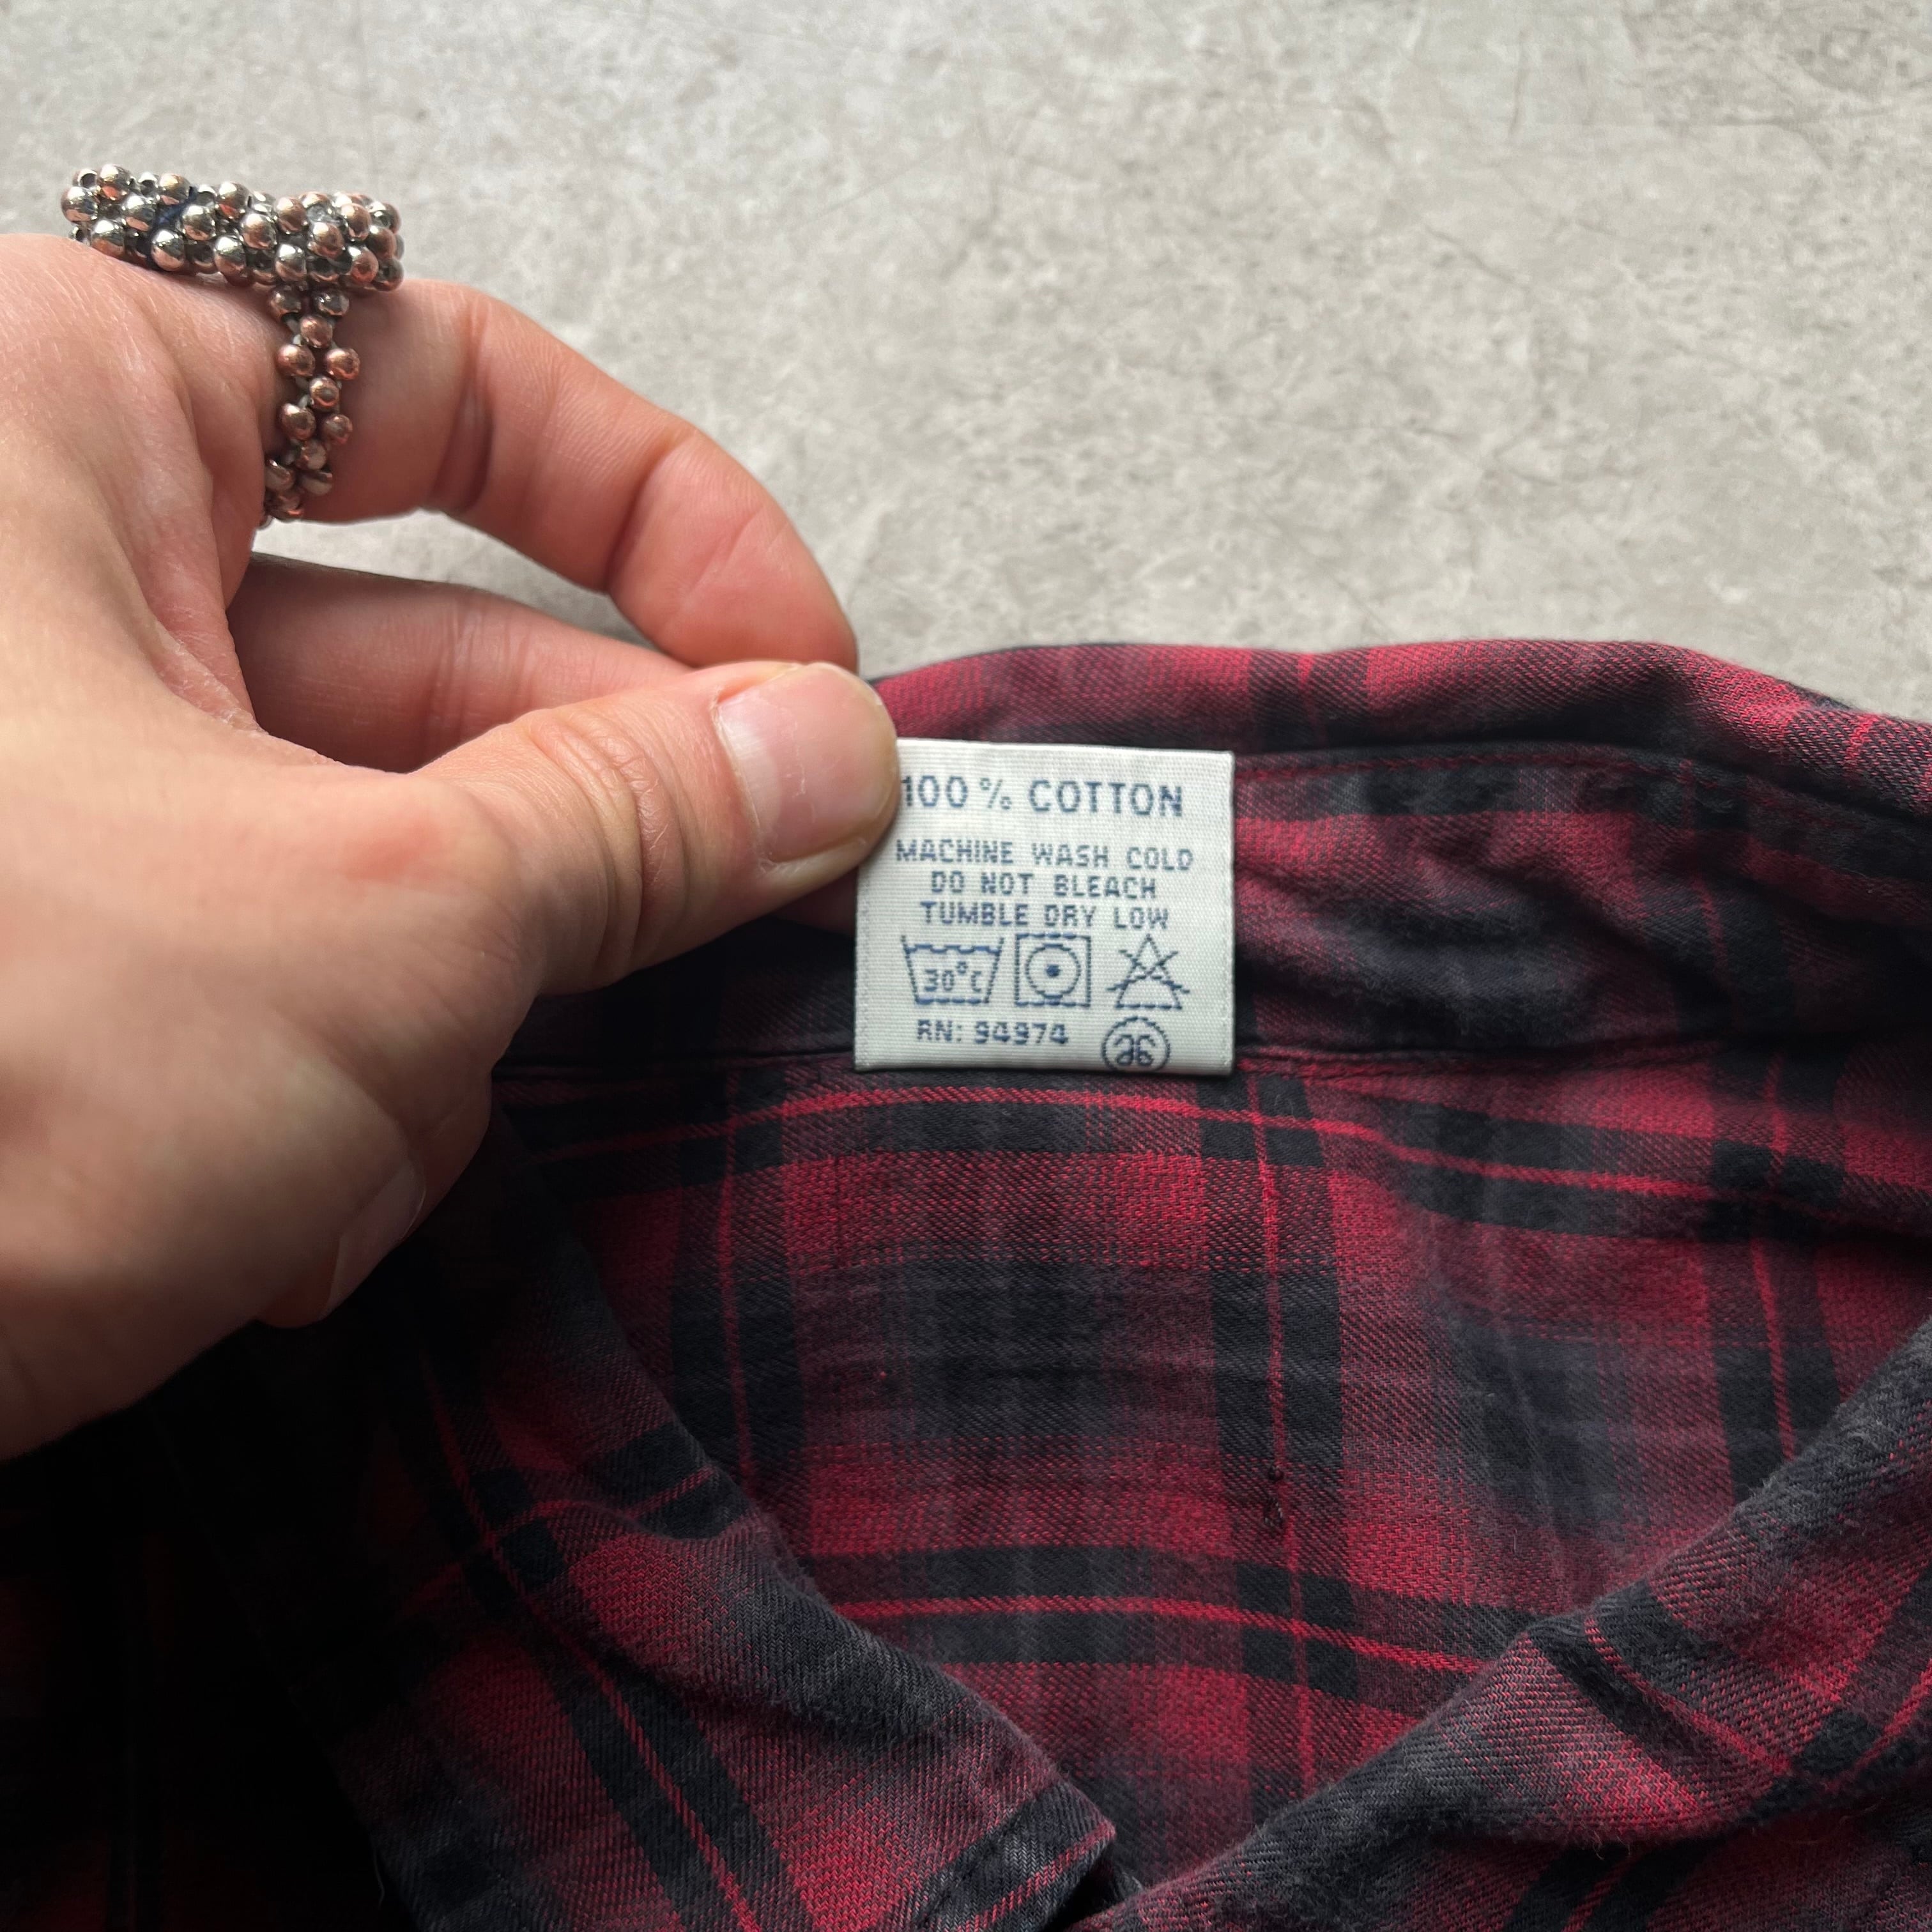 100% COTTON
MACHINE WASH COLD
DO NOT BLEACH
TUMBLE DRY LOW
30°C
RN: 94974